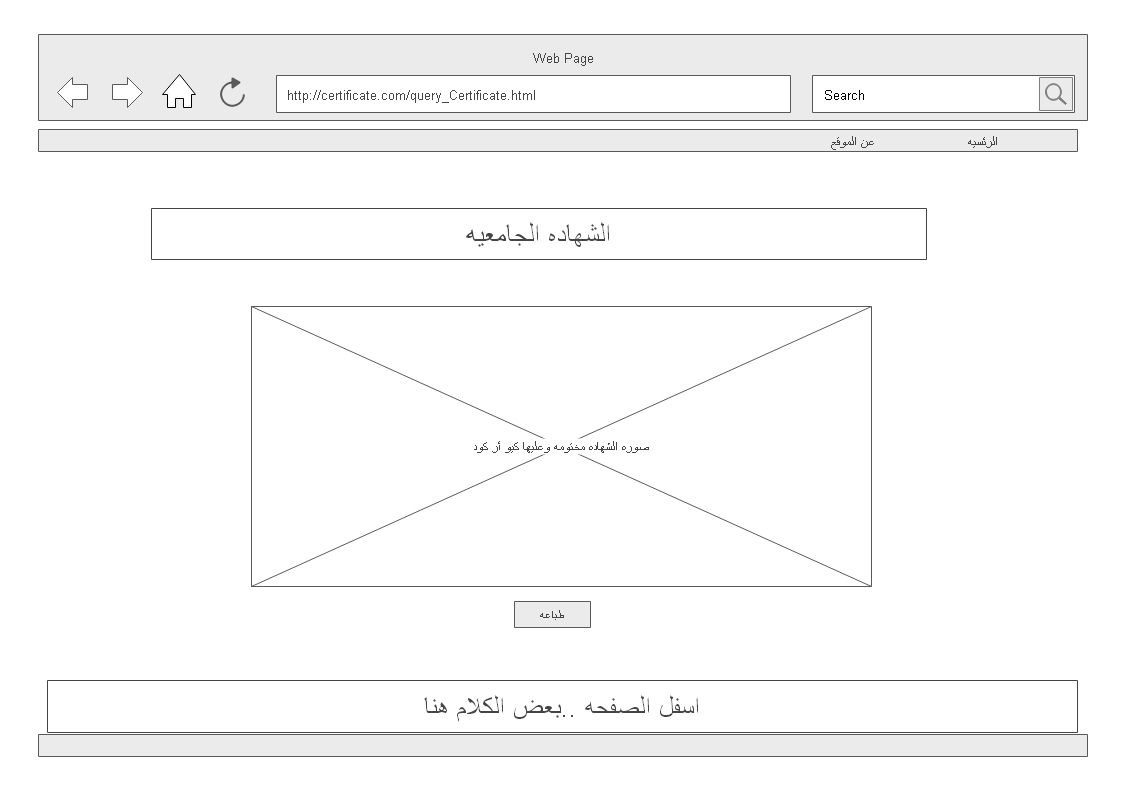 Web Page
http://certificate.com/query_Certificate.html
Search
الرئسيه
عن الموقع
الشهاده الجامعيه
صوره الشهاده مختومه وعليها كيو أر كود
طباعه
اسفل الصفحه ..بعض الكلام هنا